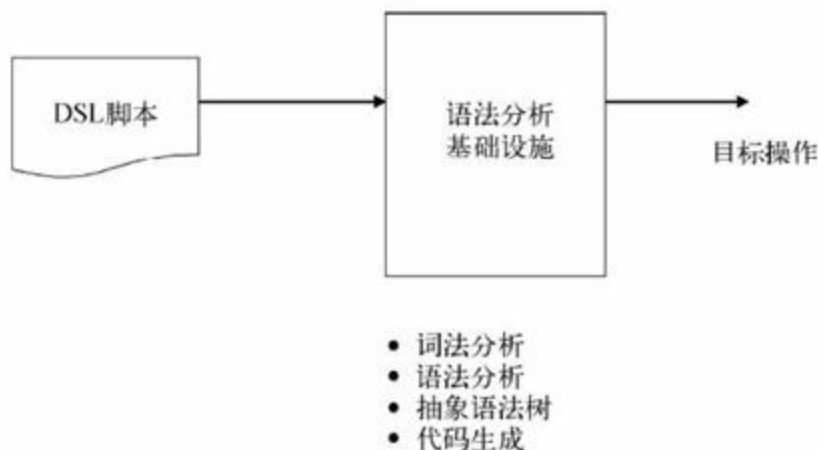 DSL脚本
语法分析
基础设施
目标操作
• 词法分析
• 语法分析
• 抽象语法树
• 代码生成